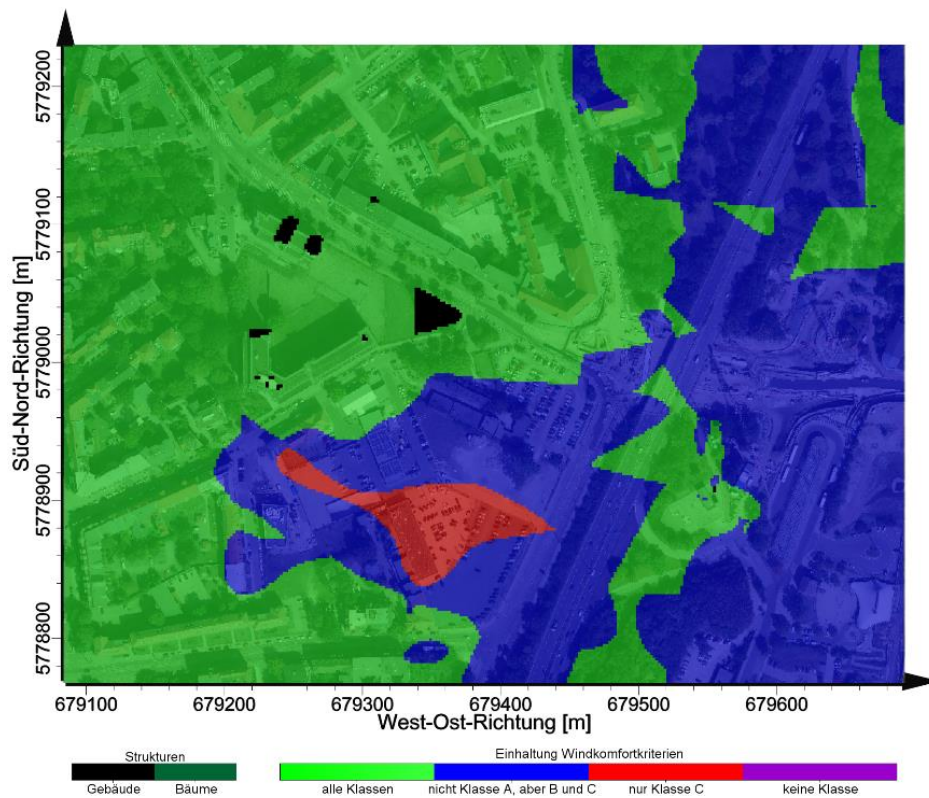 5779200
5779100
5779000
5778900
5778800
Süd-Nord-Richtung [m]
679100 679200 679300 679400 679500 679600
West-Ost-Richtung [m]
Strukturen
Gebäude Bäume
Einhaltung Windkomfortkriterien
alle Klassen nicht Klasse A, aber B und C nur Klasse C keine Klasse